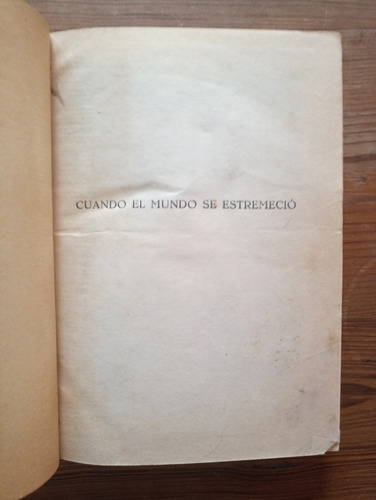 CUANDO EL MUNDO SE ESTREMECIÓ